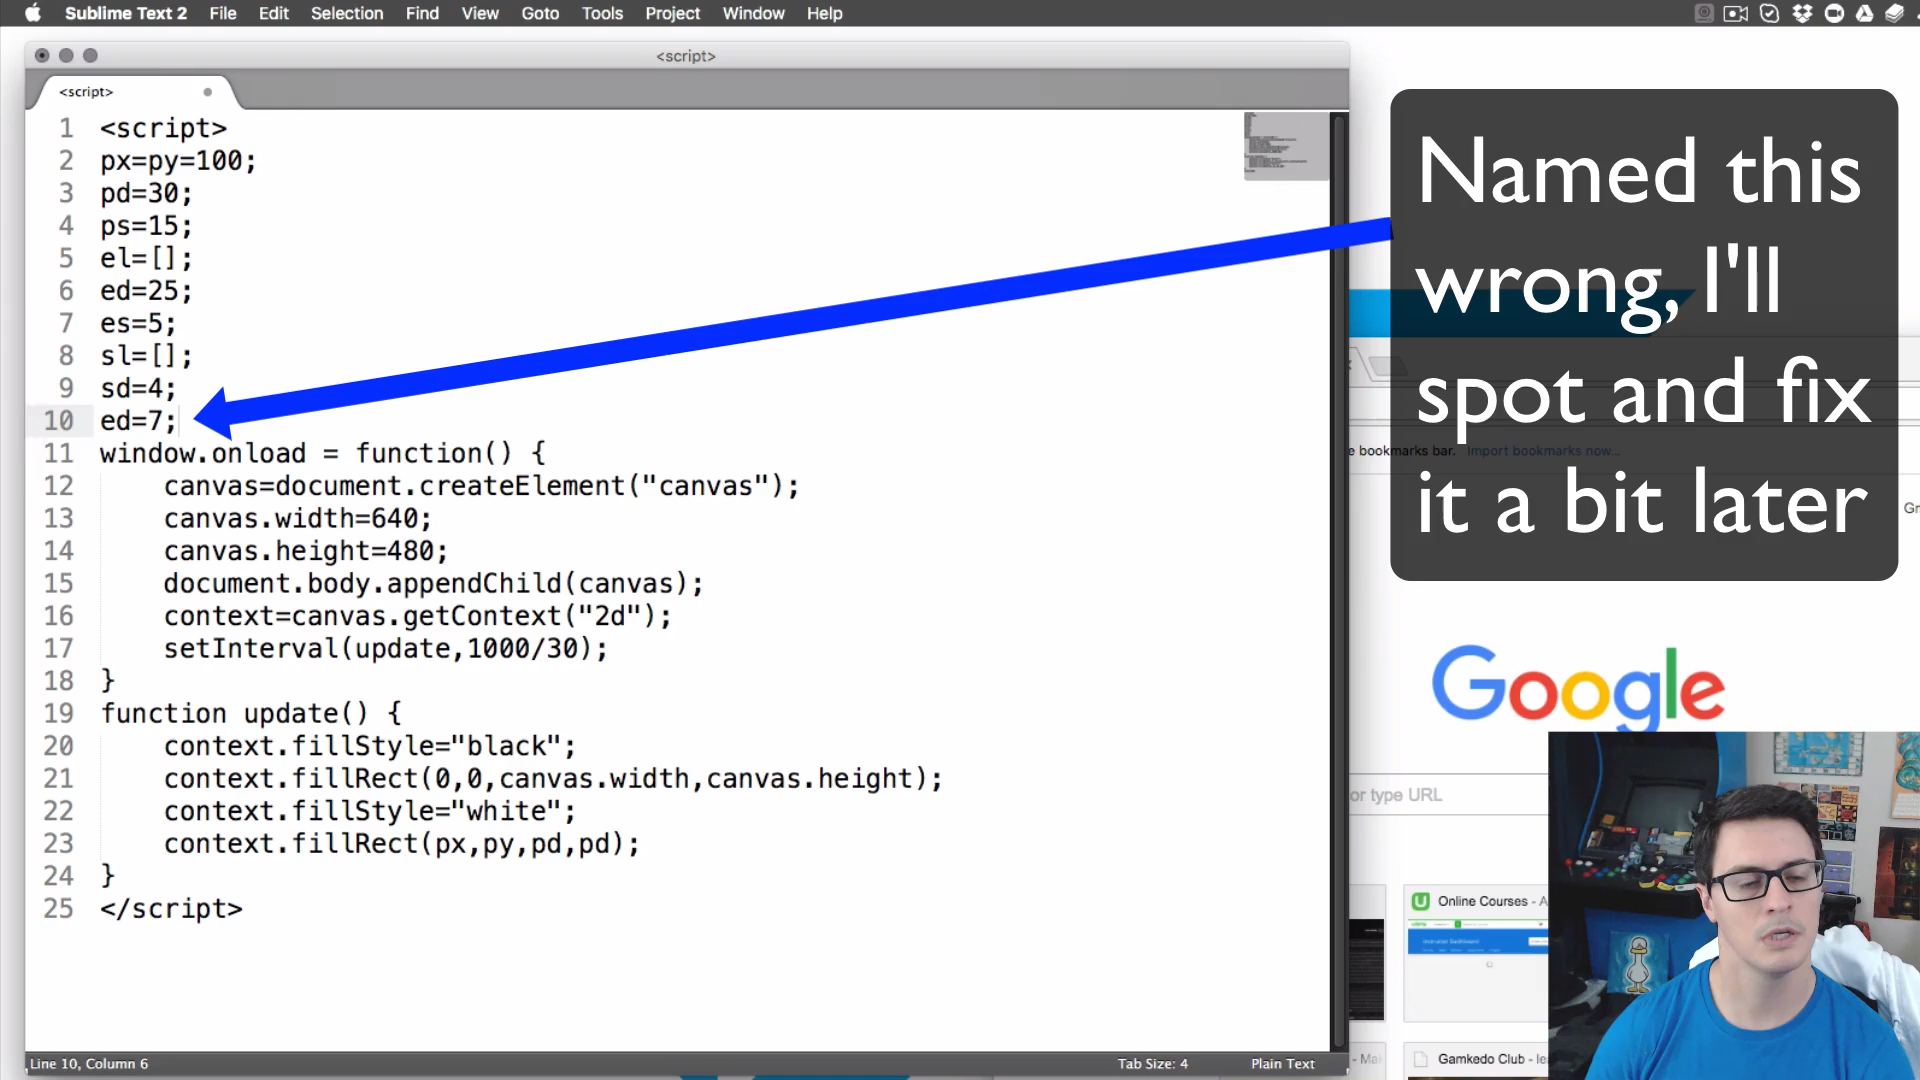 Sublime Text 2 File Edit Selection Find View Goto Tools Project Window Help
<script>
<script>
1 <script>
2 px=py=100;
3 pd=30;
4 ps=15;
5 el=[];
6 ed=25;
7 es=5;
8 sl=[];
9 sd=4;
10 ed=7;
11 window.onload = function() {
12 canvas=document.createElement("canvas");
13 canvas.width=640;
14 canvas.height=480;
15 document.body.appendChild(canvas);
16 context=canvas.getContext("2d");
17 setInterval(update,1000/30);
18 }
19 function update() {
20 context.fillStyle="black";
21 context.fillRect(0,0,canvas.width,canvas.height);
22 context.fillStyle="white";
23 context.fillRect(px,py,pd,pd);
24 }
25 </script>
Line 10, Column 6
Tab Size: 4
Plain Text
Named this
wrong, I'll
spot and fix
it a bit later
e bookmarks bar. Import bookmarks now...
Gr
Google
or type URL
Online Courses - A
- Ma
Gamkedo Club - le